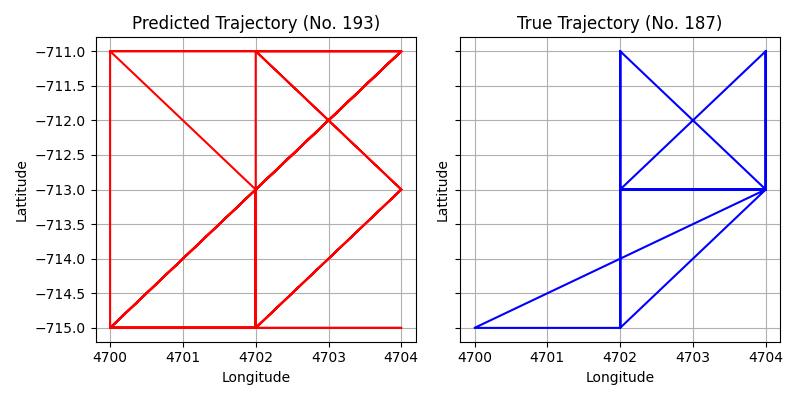 Predicted Trajectory (No. 193)
True Trajectory (No. 187)
Lattitude
−711.0
−711.5
−712.0
−712.5
−713.0
−713.5
−714.0
−714.5
−715.0
4700 4701 4702 4703 4704
Longitude
Lattitude
4700 4701 4702 4703 4704
Longitude